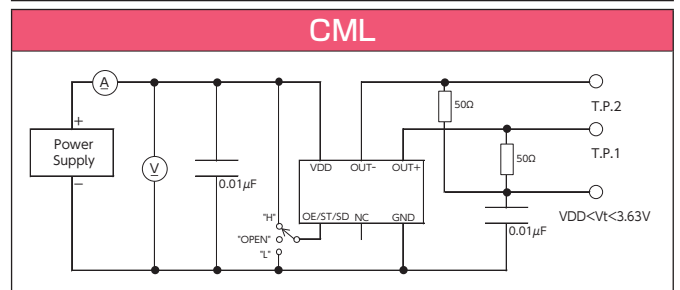 CML
A
50Ω
T.P.2
+
Power
Supply
−
V
0.01μF
VDD OUT- OUT+
50Ω
T.P.1
OE/ST/SD NC GND
"H"
"OPEN"
"L"
0.01μF
VDD<Vt<3.63V